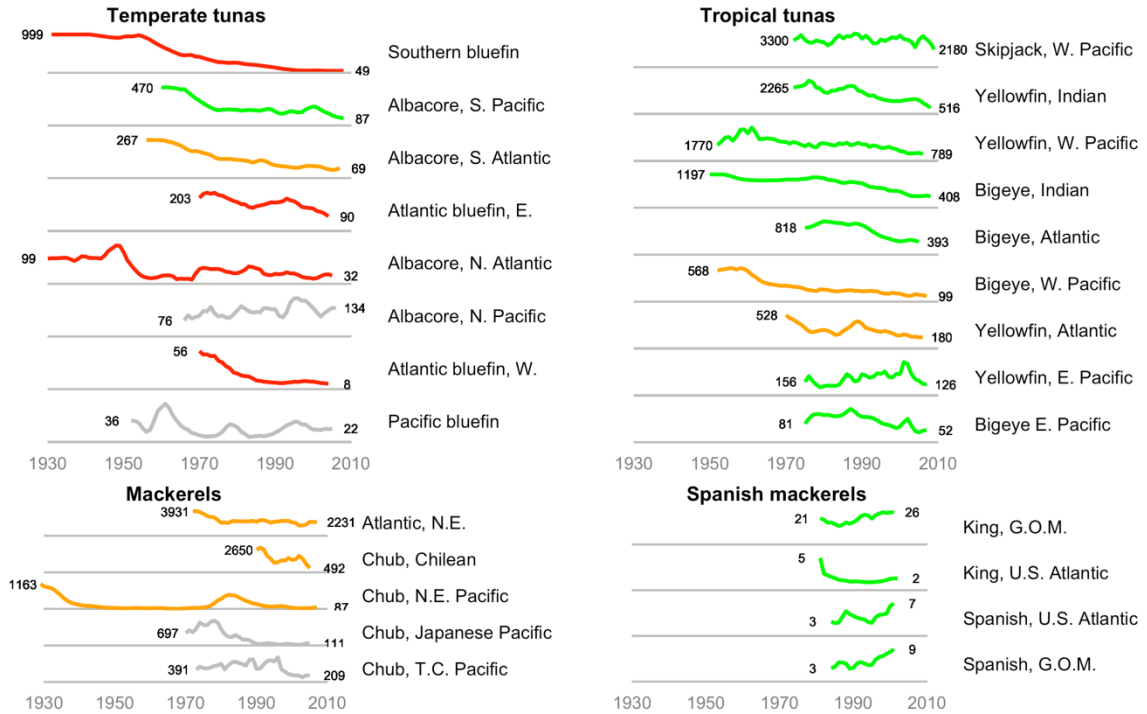 Temperate tunas
999 49 Southern bluefin
470 87 Albacore, S. Pacific
267 69 Albacore, S. Atlantic
203 90 Atlantic bluefin, E.
99 32 Albacore, N. Atlantic
76 134 Albacore, N. Pacific
56 8 Atlantic bluefin, W.
36 22 Pacific bluefin
1930 1950 1970 1990 2010
Tropical tunas
3300 2180 Skipjack, W. Pacific
2265 516 Yellowfin, Indian
1770 789 Yellowfin, W. Pacific
1197 408 Bigeye, Indian
818 393 Bigeye, Atlantic
568 99 Bigeye, W. Pacific
528 180 Yellowfin, Atlantic
156 126 Yellowfin, E. Pacific
81 52 Bigeye E. Pacific
1930 1950 1970 1990 2010
Mackerels
3931 2231 Atlantic, N.E.
2650 492 Chub, Chilean
1163 87 Chub, N.E. Pacific
697 111 Chub, Japanese Pacific
391 209 Chub, T.C. Pacific
1930 1950 1970 1990 2010
Spanish mackerels
21 26 King, G.O.M.
5 2 King, U.S. Atlantic
3 7 Spanish, U.S. Atlantic
3 9 Spanish, G.O.M.
1930 1950 1970 1990 2010